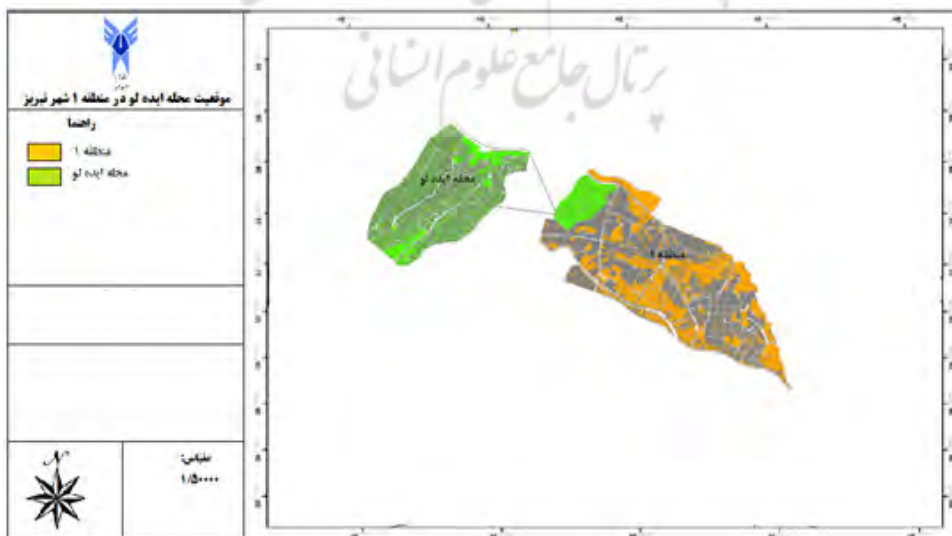 پرتال جامع علوم انسانی
موقعیت محله ایده لو در منطقه ۱ شهر تبریز
راهنما
منطقه ۱
محله ایده لو
محله ایده لو
منطقه ۱
N
مقیاس:
۱/۵۰۰۰۰